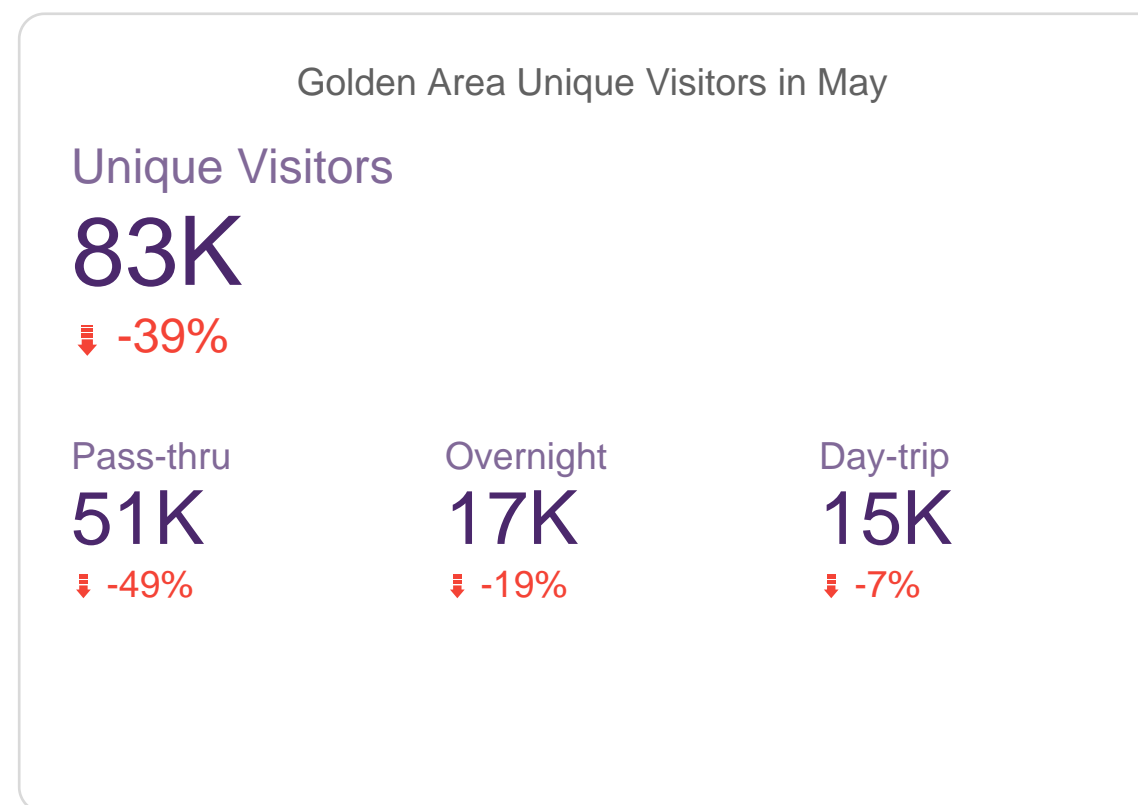 Golden Area Unique Visitors in May
Unique Visitors
83K
-39%
Pass-thru Overnight Day-trip
51K 17K 15K
-49% -19% -7%